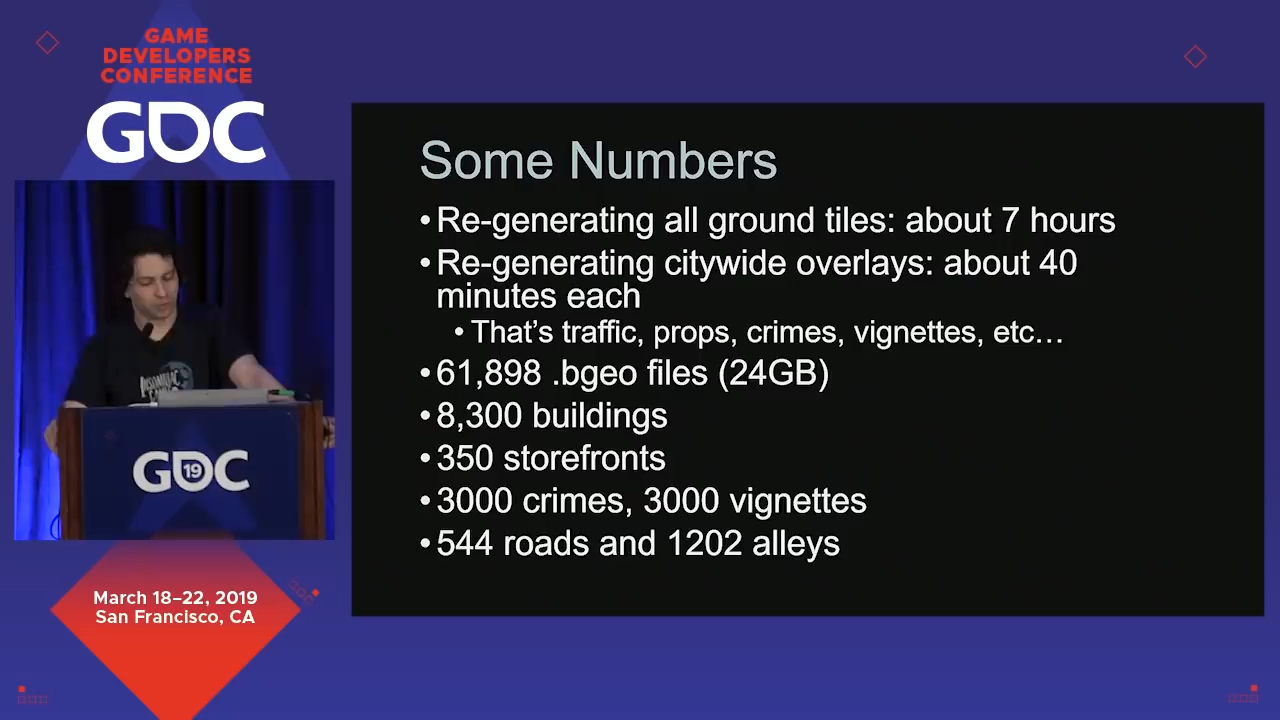 GAME
DEVELOPERS
CONFERENCE
GDC
Some Numbers
•Re-generating all ground tiles: about 7 hours
•Re-generating citywide overlays: about 40
minutes each
•That's traffic, props, crimes, vignettes, etc…
•61,898 .bgeo files (24GB)
•8,300 buildings
•350 storefronts
•3000 crimes, 3000 vignettes
•544 roads and 1202 alleys
INSOMNIAC
GDC
19
March 18–22, 2019
San Francisco, CA